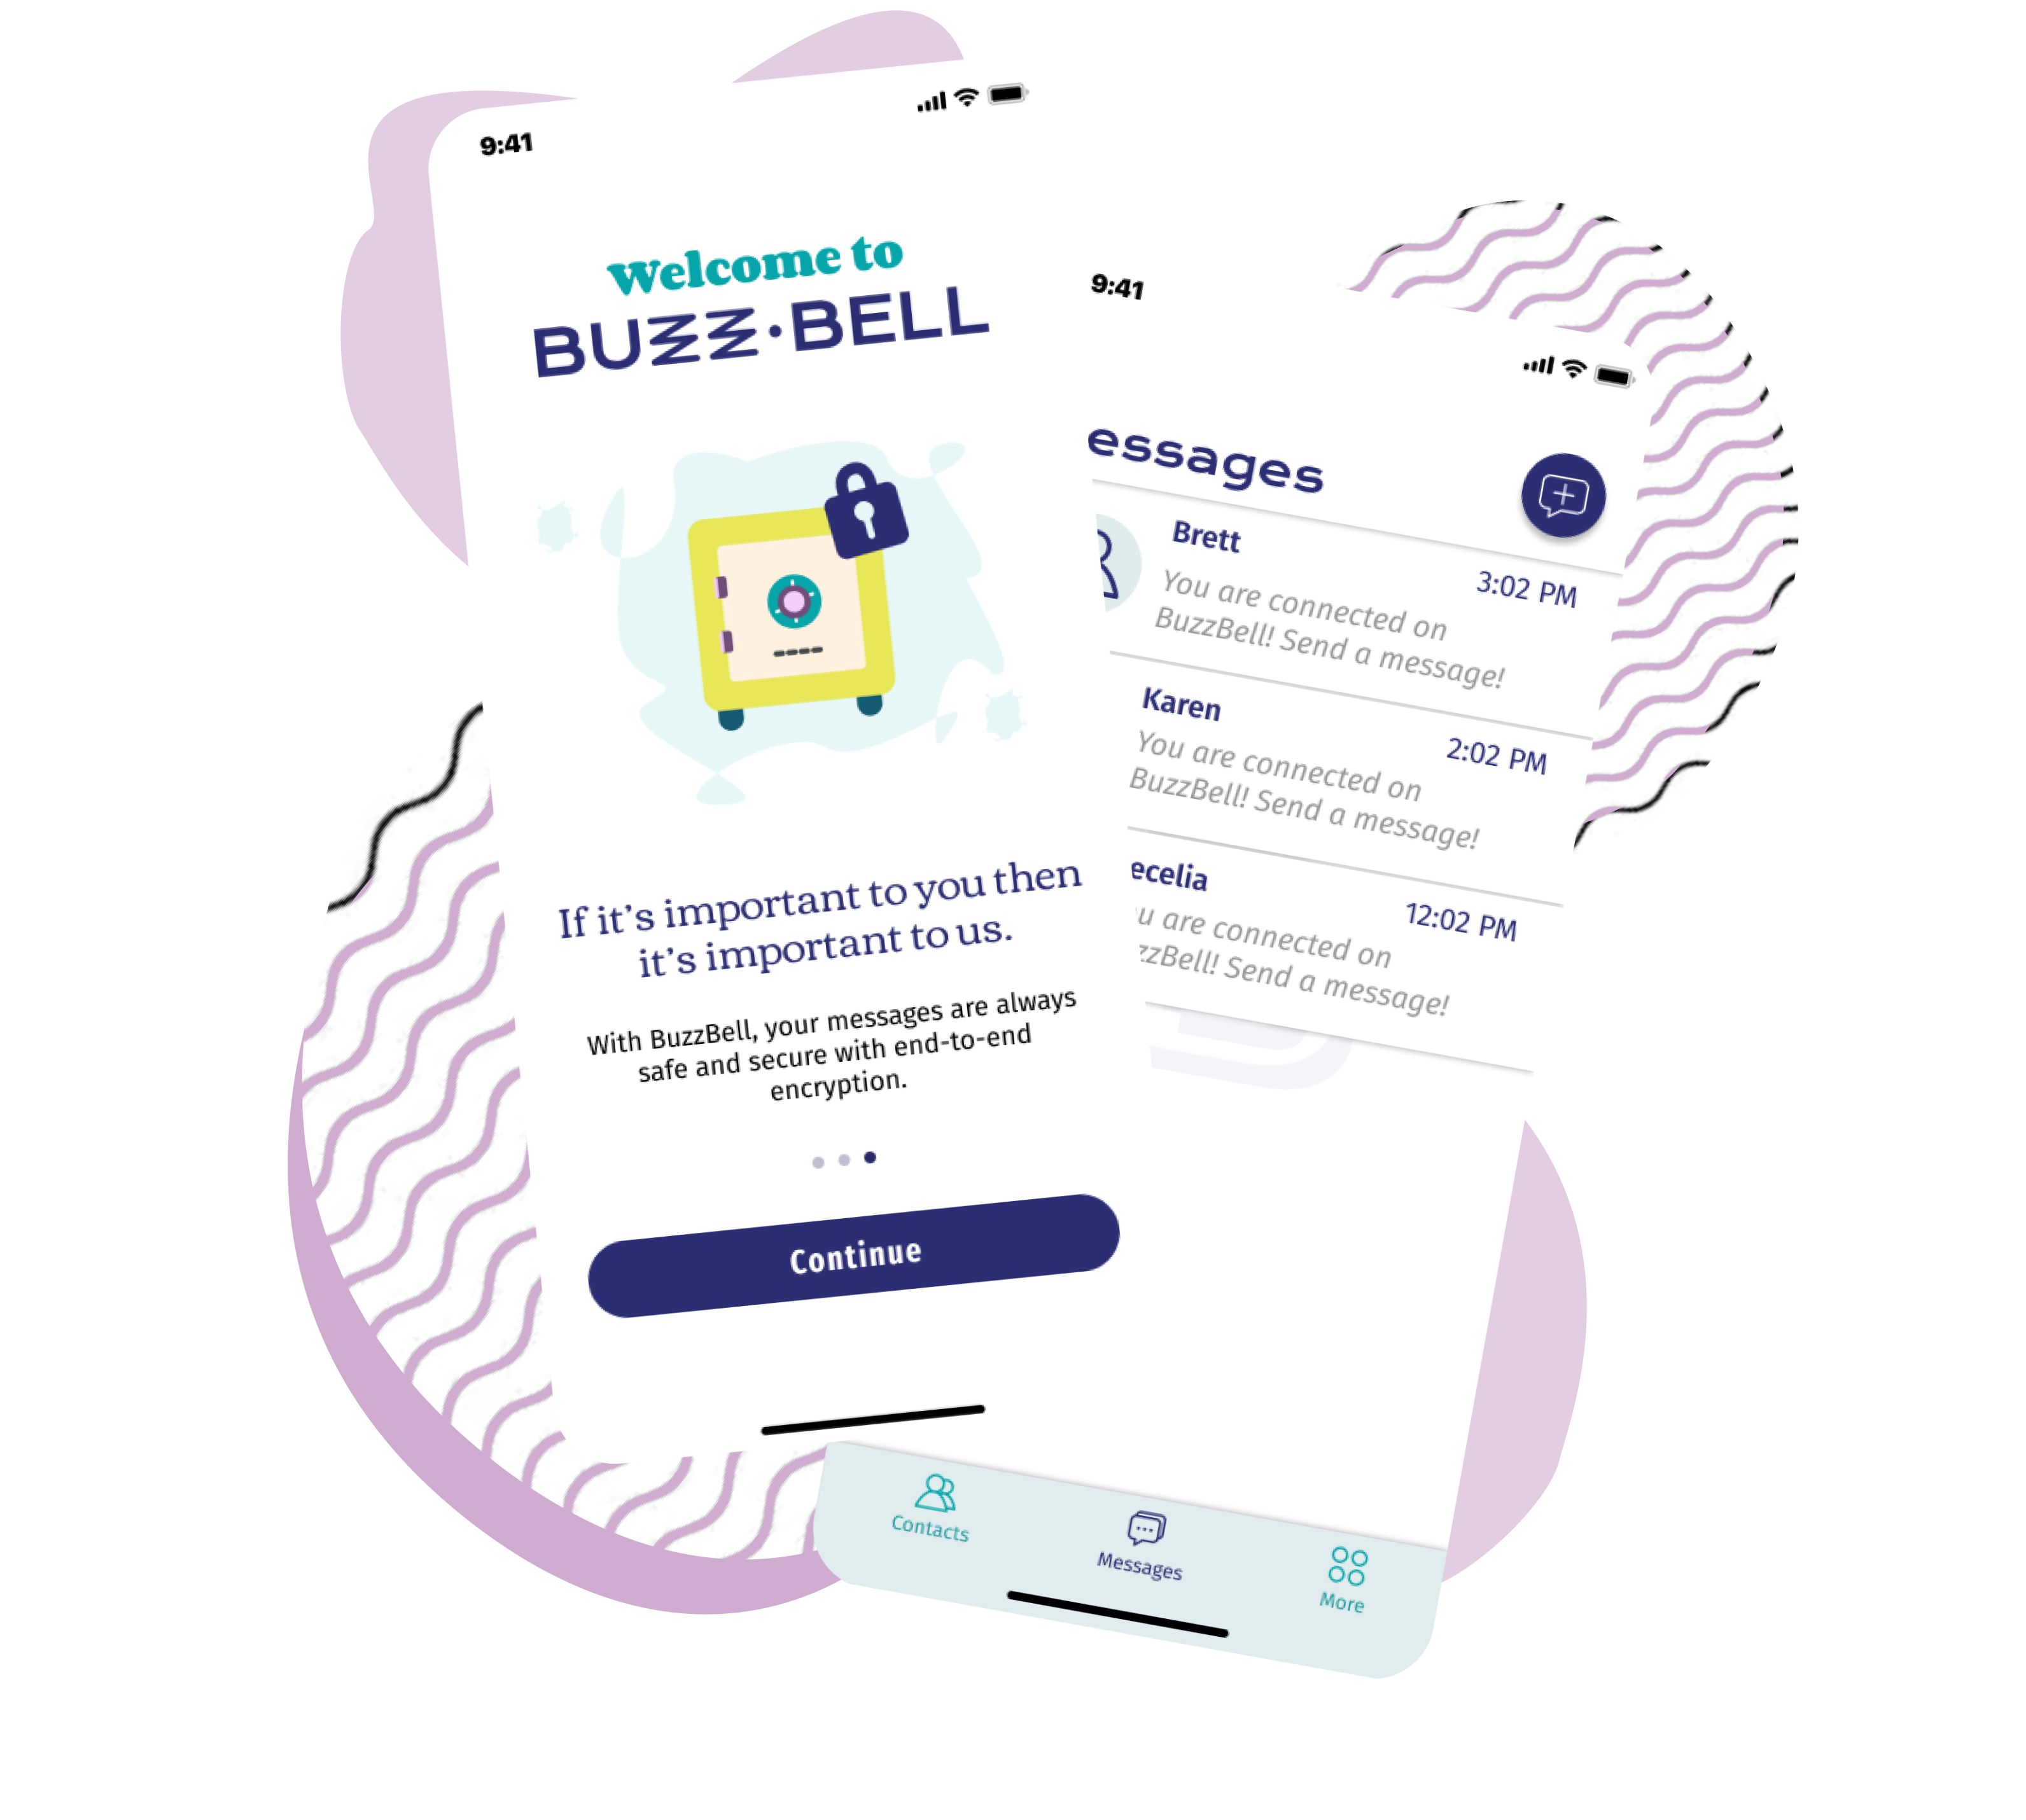 9:41
Welcome to
BUZZ·BELL
If it's important to you then
it's important to us.
With BuzzBell, your messages are always
safe and secure with end-to-end
encryption.
Continue
9:41
essages
Brett
3:02 PM
You are connected on
BuzzBell! Send a message!
Karen
2:02 PM
You are connected on
BuzzBell! Send a message!
ecelia
12:02 PM
u are connected on
zzBell! Send a message!
Contacts
Messages
More